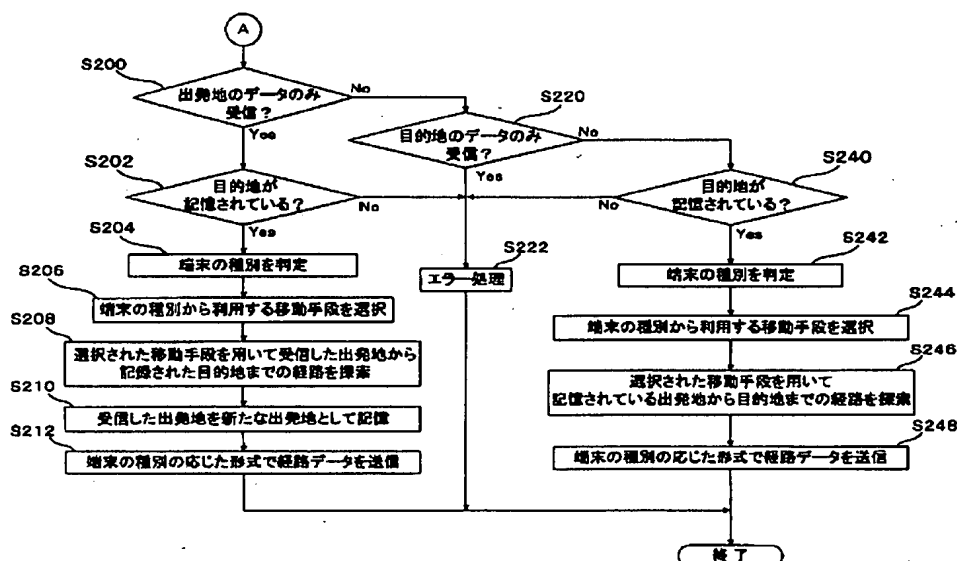 A
S200
出発地のデータのみ
受信?
No
Yes
S220
目的地のデータのみ
受信?
No
Yes
S202
目的地が
記憶されている?
No
Yes
S240
目的地が
記憶されている?
No
Yes
S204
端末の種別を判定
S222
エラー処理
S242
端末の種別を判定
S206
端末の種別から利用する移動手段を選択
S244
端末の種別から利用する移動手段を選択
S208
選択された移動手段を用いて受信した出発地から
記録された目的地までの経路を探索
S246
選択された移動手段を用いて
記憶されている出発地から目的地までの経路を探索
S210
受信した出発地を新たな出発地として記憶
S212
端末の種別の応じた形式で経路データを送信
S248
端末の種別の応じた形式で経路データを送信
終了